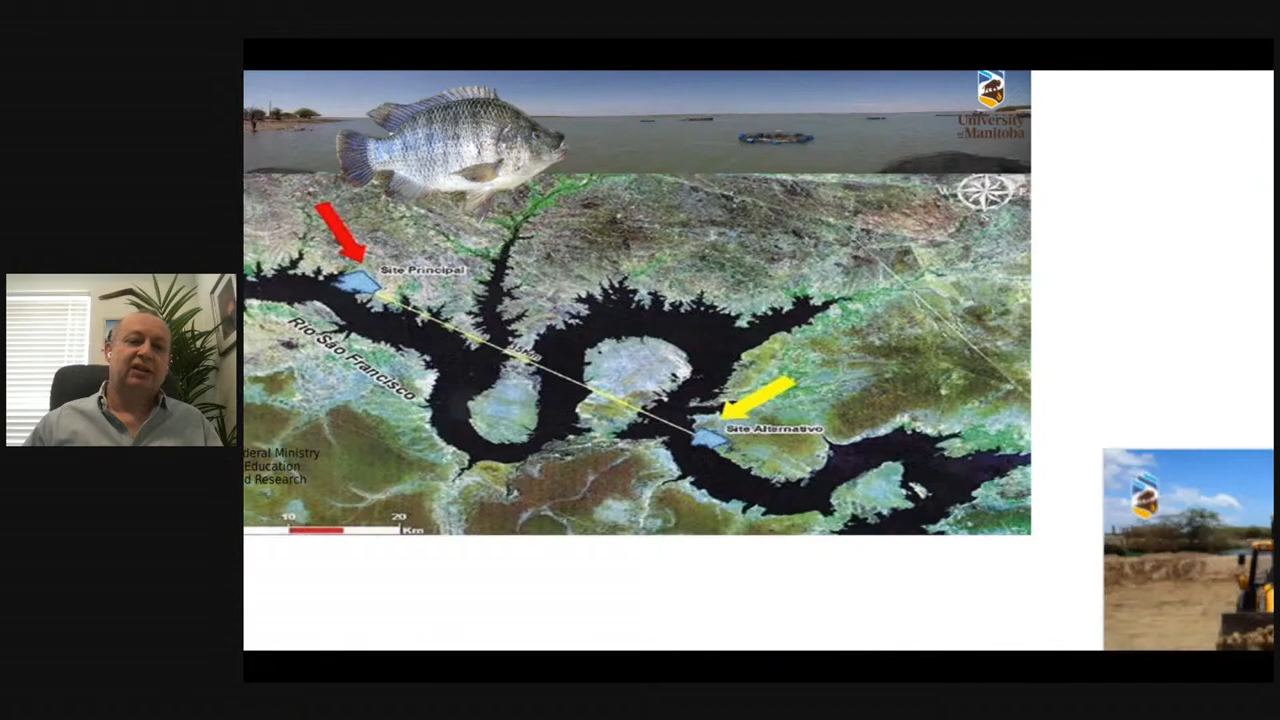 University
of Manitoba
Site Principal
Rio São Francisco
Site Alternativo
deral Ministry
Education
d Research
10
20
Km